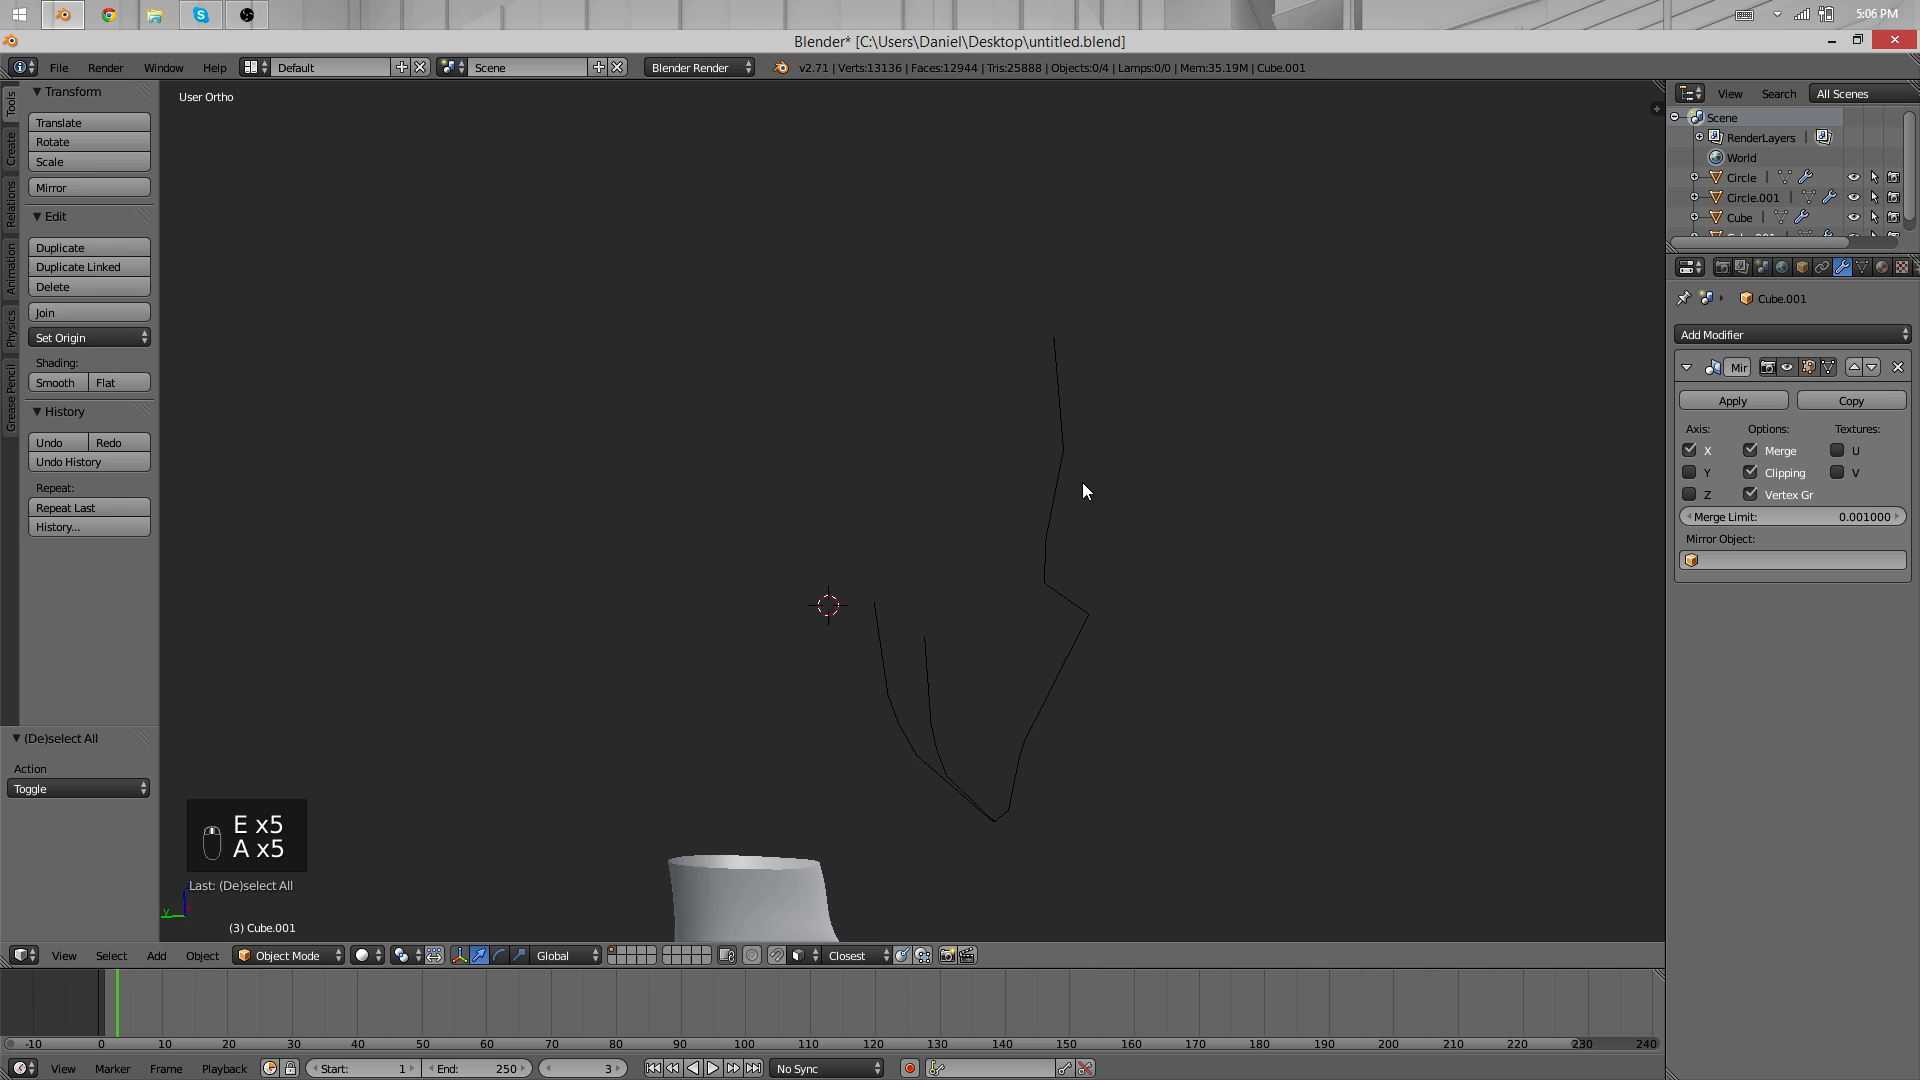 5:06 PM
Blender* [C:\Users\Daniel\Desktop\untitled.blend]
File Render Window Help Default Scene Blender Render v2.71 | Verts:13136 | Faces:12944 | Tris:25888 | Objects:0/4 | Lamps:0/0 | Mem:35.19M | Cube.001
Tools
Create
Relations
Animation
Physics
Grease Pencil
Transform
Translate
Rotate
Scale
Mirror
Edit
Duplicate
Duplicate Linked
Delete
Join
Set Origin
Shading:
Smooth Flat
History
Undo Redo
Undo History
Repeat:
Repeat Last
History...
(De)select All
Action
Toggle
User Ortho
E x5
A x5
Last: (De)select All
y
(3) Cube.001
View Search All Scenes
Scene
RenderLayers |
World
Circle |
Circle.001 |
Cube |
Cube.001
Add Modifier
Mir
Apply Copy
Axis: Options: Textures:
X Merge U
Y Clipping V
Z Vertex Gr
Merge Limit: 0.001000
Mirror Object:
View Select Add Object Object Mode Global Closest
-10 0 10 20 30 40 50 60 70 80 90 100 110 120 130 140 150 160 170 180 190 200 210 220 230 240
View Marker Frame Playback Start: 1 End: 250 3 No Sync